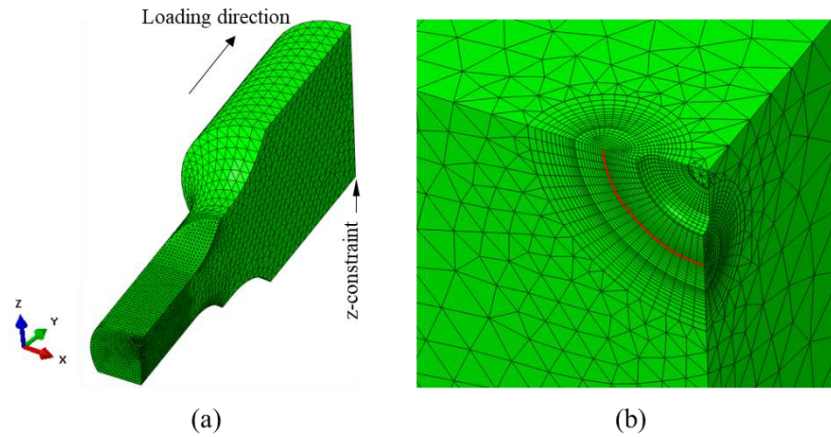 Loading direction
z-constraint
Z
Y
X
(a)
(b)